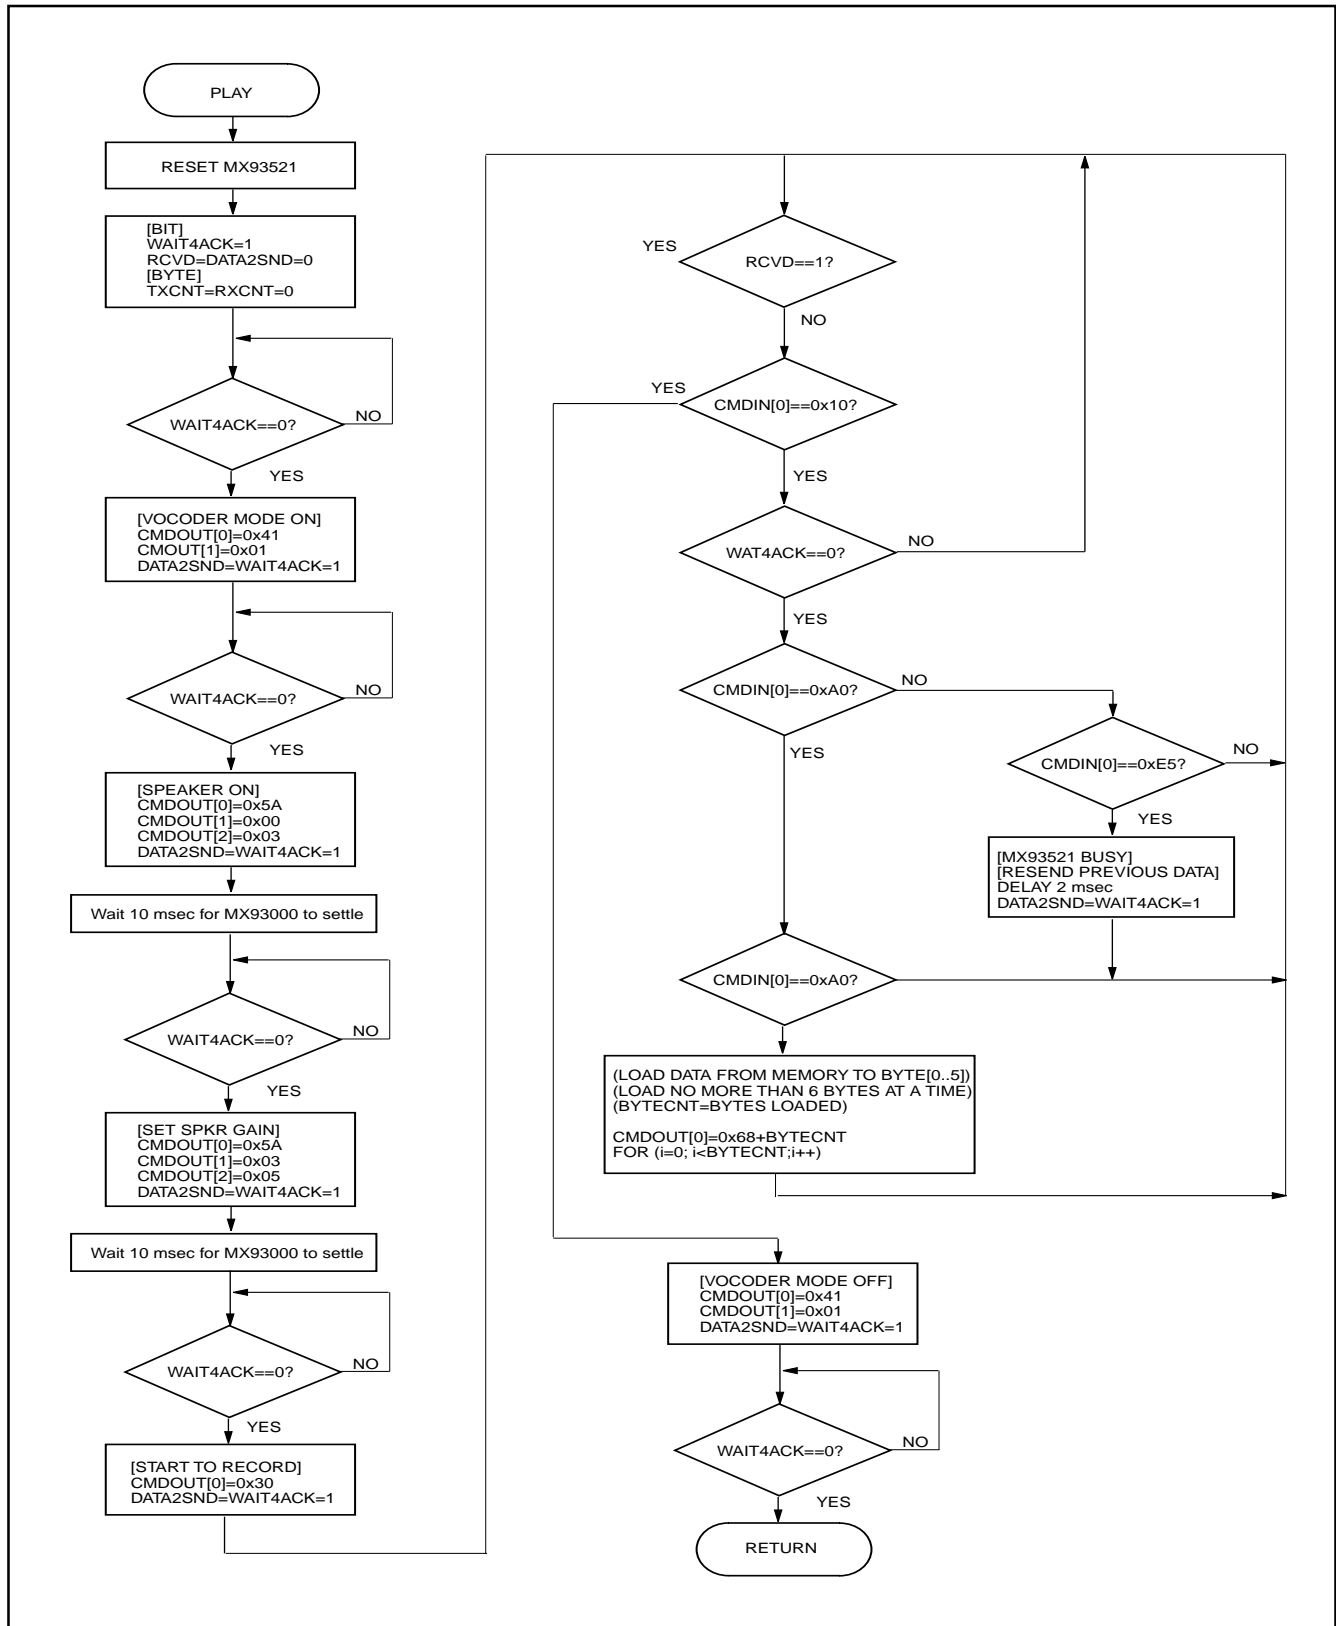 PLAY
RESET MX93521
[BIT]
WAIT4ACK=1
RCVD=DATA2SND=0
[BYTE]
TXCNT=RXCNT=0
WAIT4ACK==0?
NO
YES
[VOCODER MODE ON]
CMDOUT[0]=0x41
CMOUT[1]=0x01
DATA2SND=WAIT4ACK=1
WAIT4ACK==0?
NO
YES
[SPEAKER ON]
CMDOUT[0]=0x5A
CMDOUT[1]=0x00
CMDOUT[2]=0x03
DATA2SND=WAIT4ACK=1
Wait 10 msec for MX93000 to settle
WAIT4ACK==0?
NO
YES
[SET SPKR GAIN]
CMDOUT[0]=0x5A
CMDOUT[1]=0x03
CMDOUT[2]=0x05
DATA2SND=WAIT4ACK=1
Wait 10 msec for MX93000 to settle
WAIT4ACK==0?
NO
YES
[START TO RECORD]
CMDOUT[0]=0x30
DATA2SND=WAIT4ACK=1
YES
RCVD==1?
NO
YES
CMDIN[0]==0x10?
YES
WAT4ACK==0?
NO
YES
CMDIN[0]==0xA0?
NO
YES
CMDIN[0]==0xE5?
NO
YES
[MX93521 BUSY]
[RESEND PREVIOUS DATA]
DELAY 2 msec
DATA2SND=WAIT4ACK=1
CMDIN[0]==0xA0?
(LOAD DATA FROM MEMORY TO BYTE[0..5])
(LOAD NO MORE THAN 6 BYTES AT A TIME)
(BYTECNT=BYTES LOADED)
CMDOUT[0]=0x68+BYTECNT
FOR (i=0; i<BYTECNT;i++)
[VOCODER MODE OFF]
CMDOUT[0]=0x41
CMDOUT[1]=0x01
DATA2SND=WAIT4ACK=1
WAIT4ACK==0?
NO
YES
RETURN